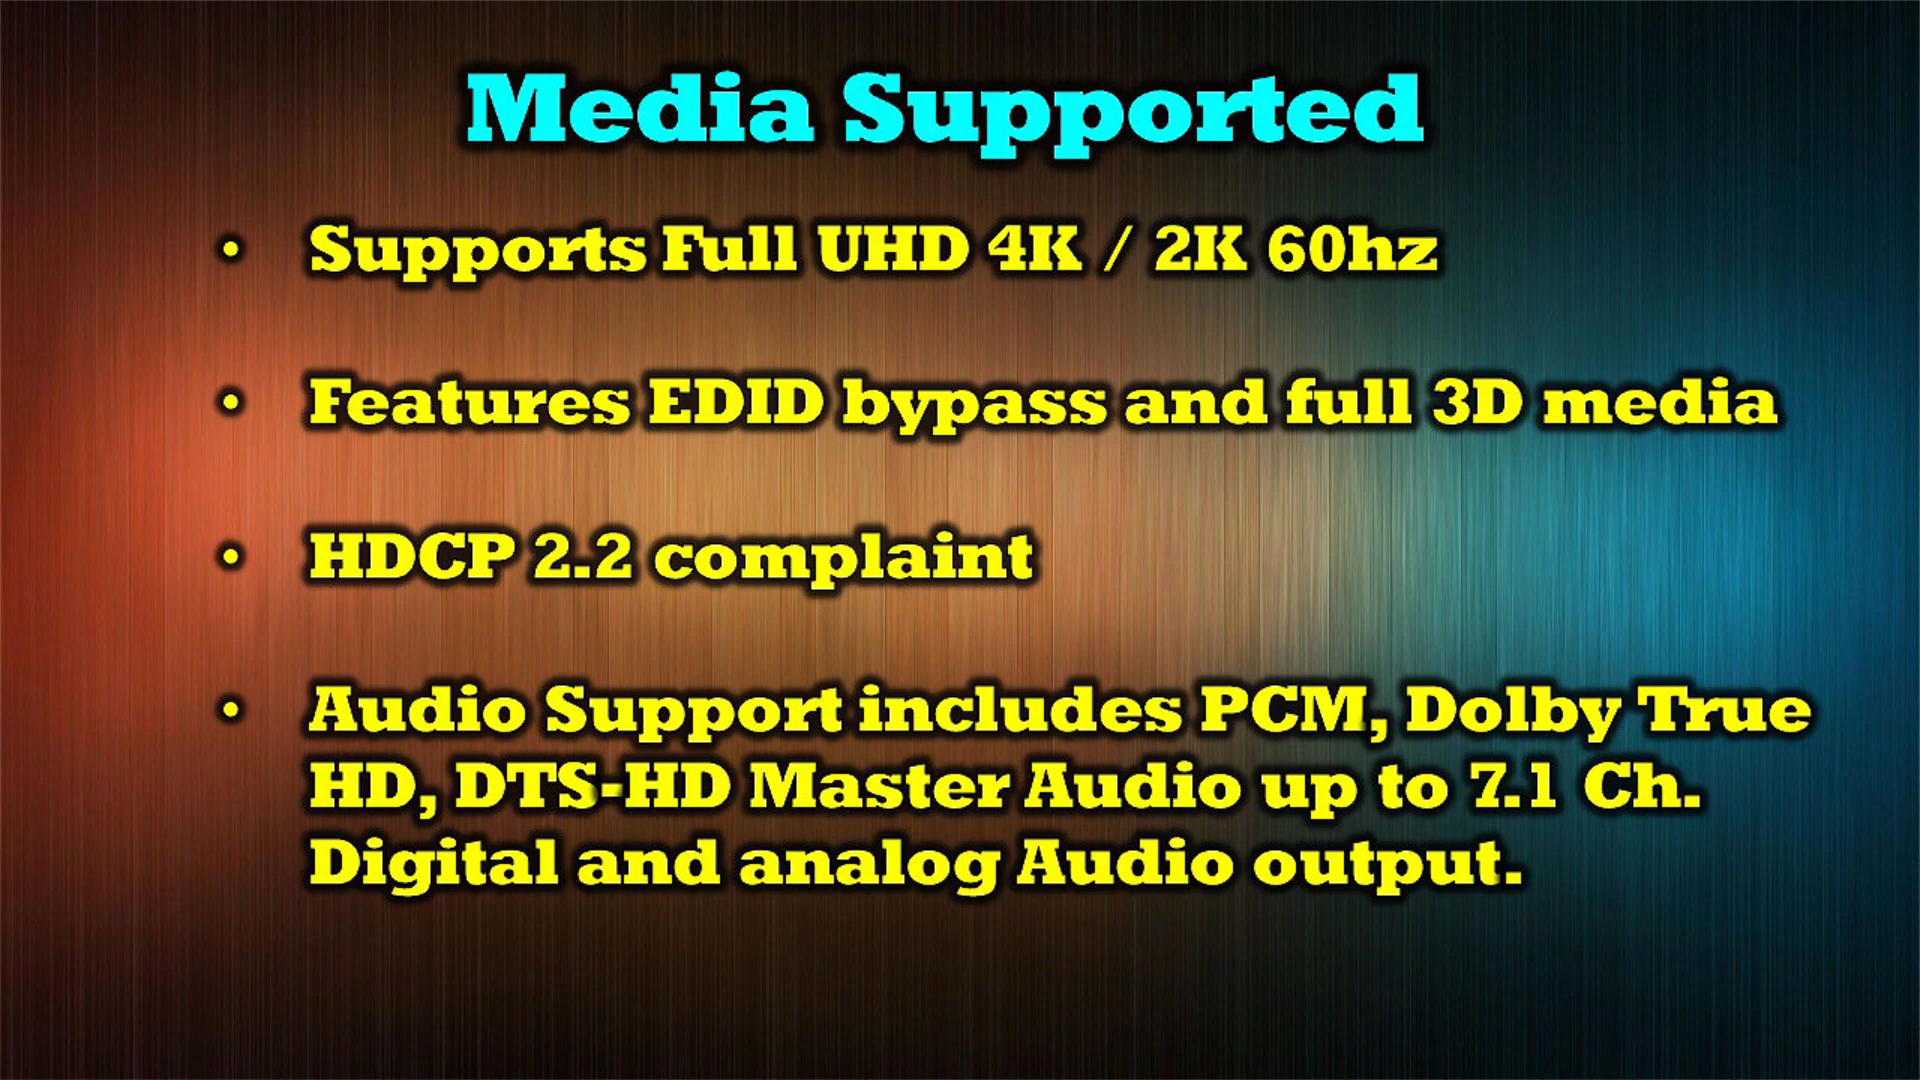 Media Supported
• Supports Full UHD 4K / 2K 60hz
• Features EDID bypass and full 3D media
• HDCP 2.2 complaint
• Audio Support includes PCM, Dolby True
HD, DTS-HD Master Audio up to 7.1 Ch.
Digital and analog Audio output.